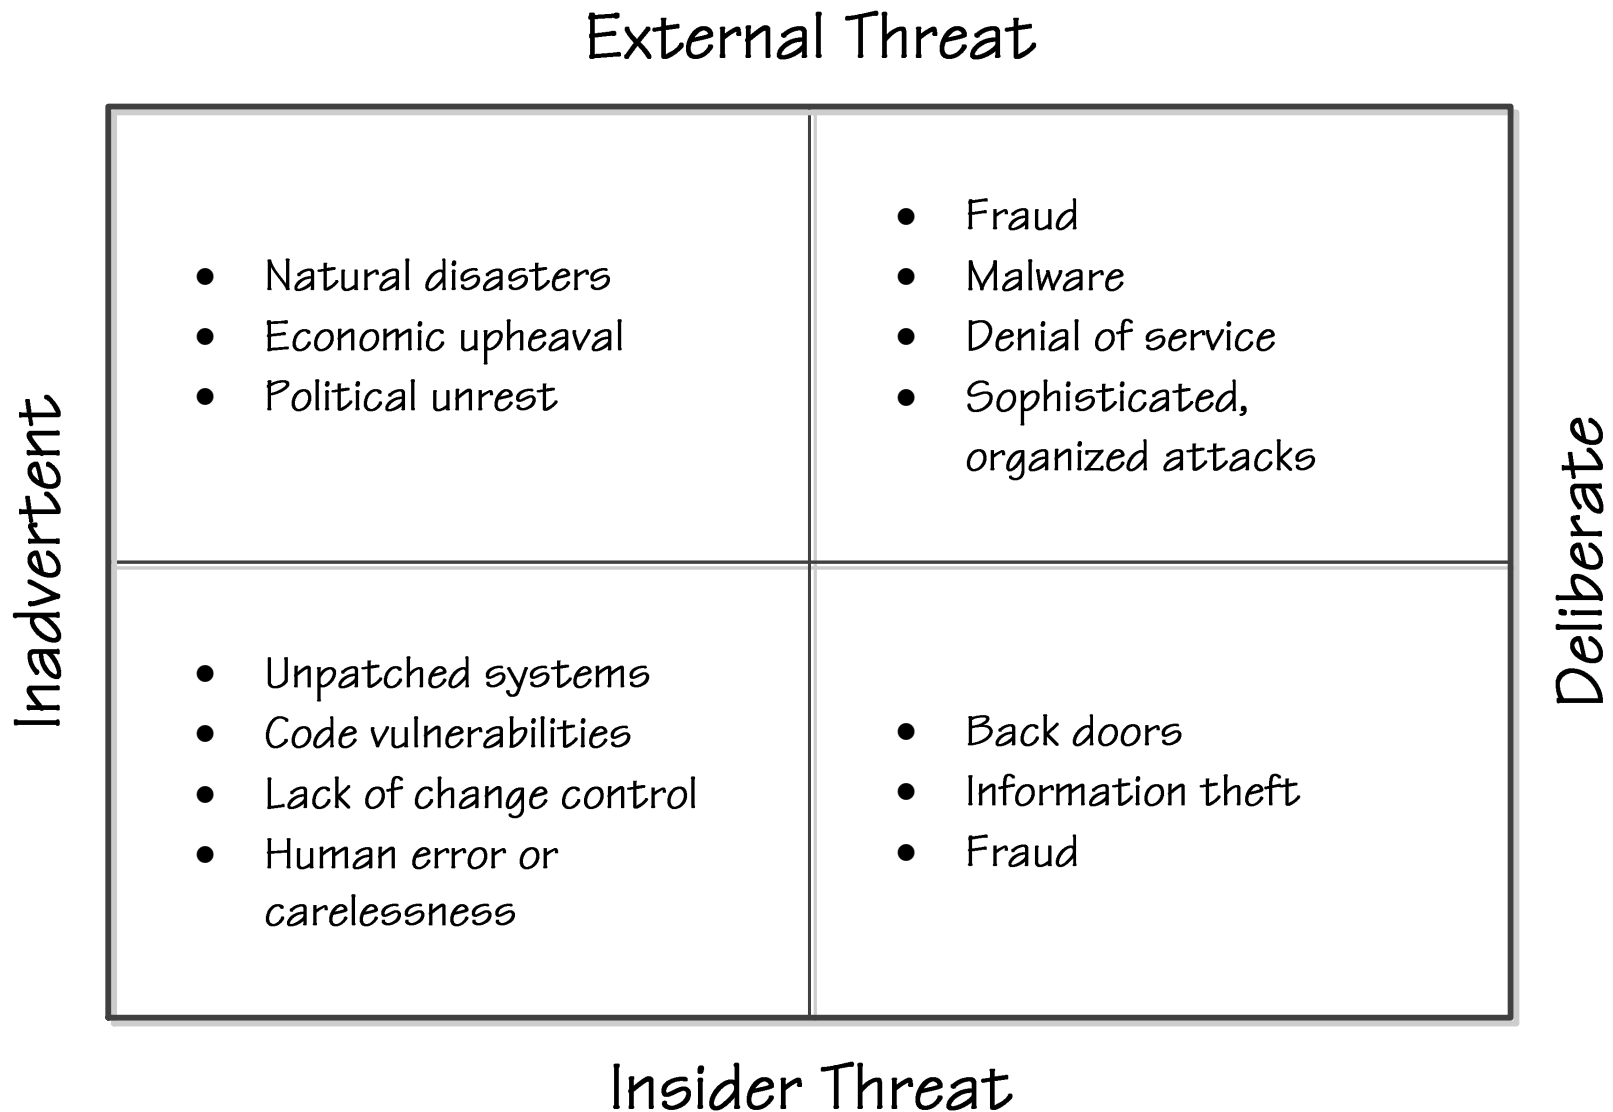 External Threat
Inadvertent
• Natural disasters
• Economic upheaval
• Political unrest
• Fraud
• Malware
• Denial of service
• Sophisticated,
organized attacks
• Unpatched systems
• Code vulnerabilities
• Lack of change control
• Human error or
carelessness
• Back doors
• Information theft
• Fraud
Deliberate
Insider Threat